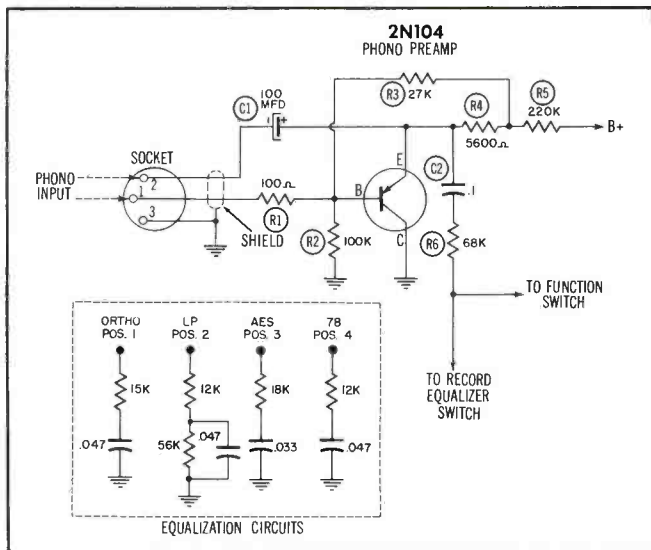 2N104
PHONO PREAMP
C1
100
MFD
- +
R3
27K
R4
5600Ω
R5
220K
B+
PHONO
INPUT
SOCKET
2
1
3
SHIELD
100Ω
R1
B
E
C
R2
100K
C2
.1
R6
68K
TO FUNCTION
SWITCH
TO RECORD
EQUALIZER
SWITCH
ORTHO
POS. 1
LP
POS. 2
AES
POS. 3
78
POS. 4
15K
12K
18K
12K
.047
56K
.047
.033
.047
EQUALIZATION CIRCUITS